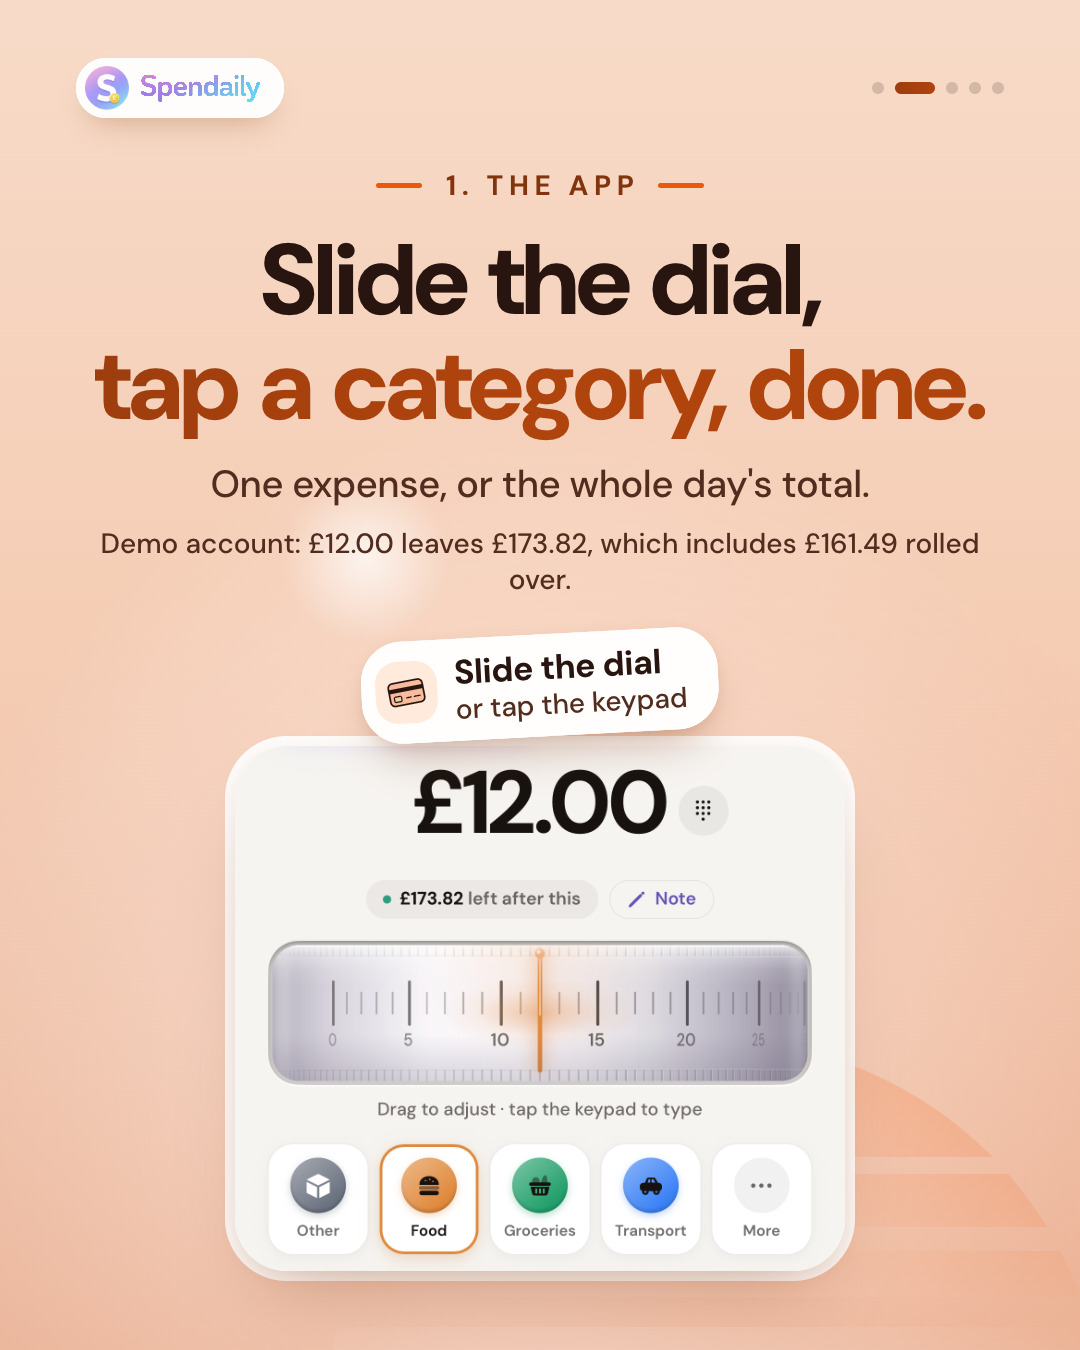 Spendaily
1. THE APP
Slide the dial,
tap a category, done.
One expense, or the whole day's total.
Demo account: £12.00 leaves £173.82, which includes £161.49 rolled
over.
Slide the dial
or tap the keypad
£12.00
£173.82 left after this
Note
0 5 10 15 20 25
Drag to adjust · tap the keypad to type
Other Food Groceries Transport More